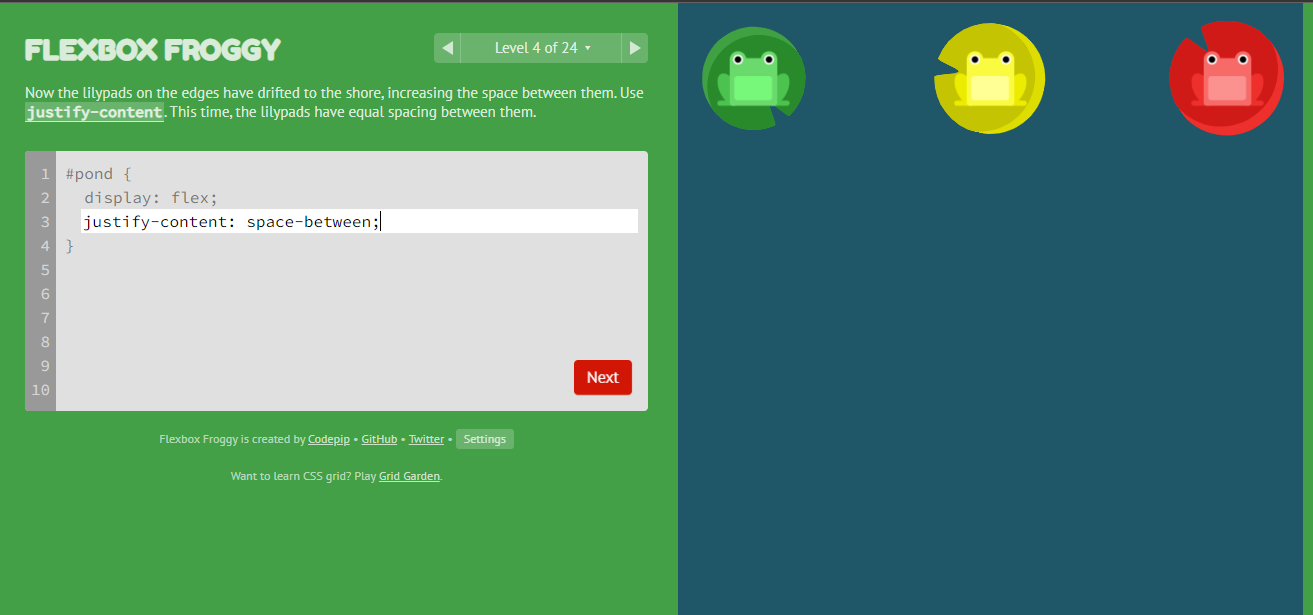 FLEXBOX FROGGY
Level 4 of 24
Now the lilypads on the edges have drifted to the shore, increasing the space between them. Use
justify-content. This time, the lilypads have equal spacing between them.
1 #pond {
2 display: flex;
3 justify-content: space-between;
4 }
5
6
7
8
9
10
Next
Flexbox Froggy is created by Codepip • GitHub • Twitter • Settings
Want to learn CSS grid? Play Grid Garden.